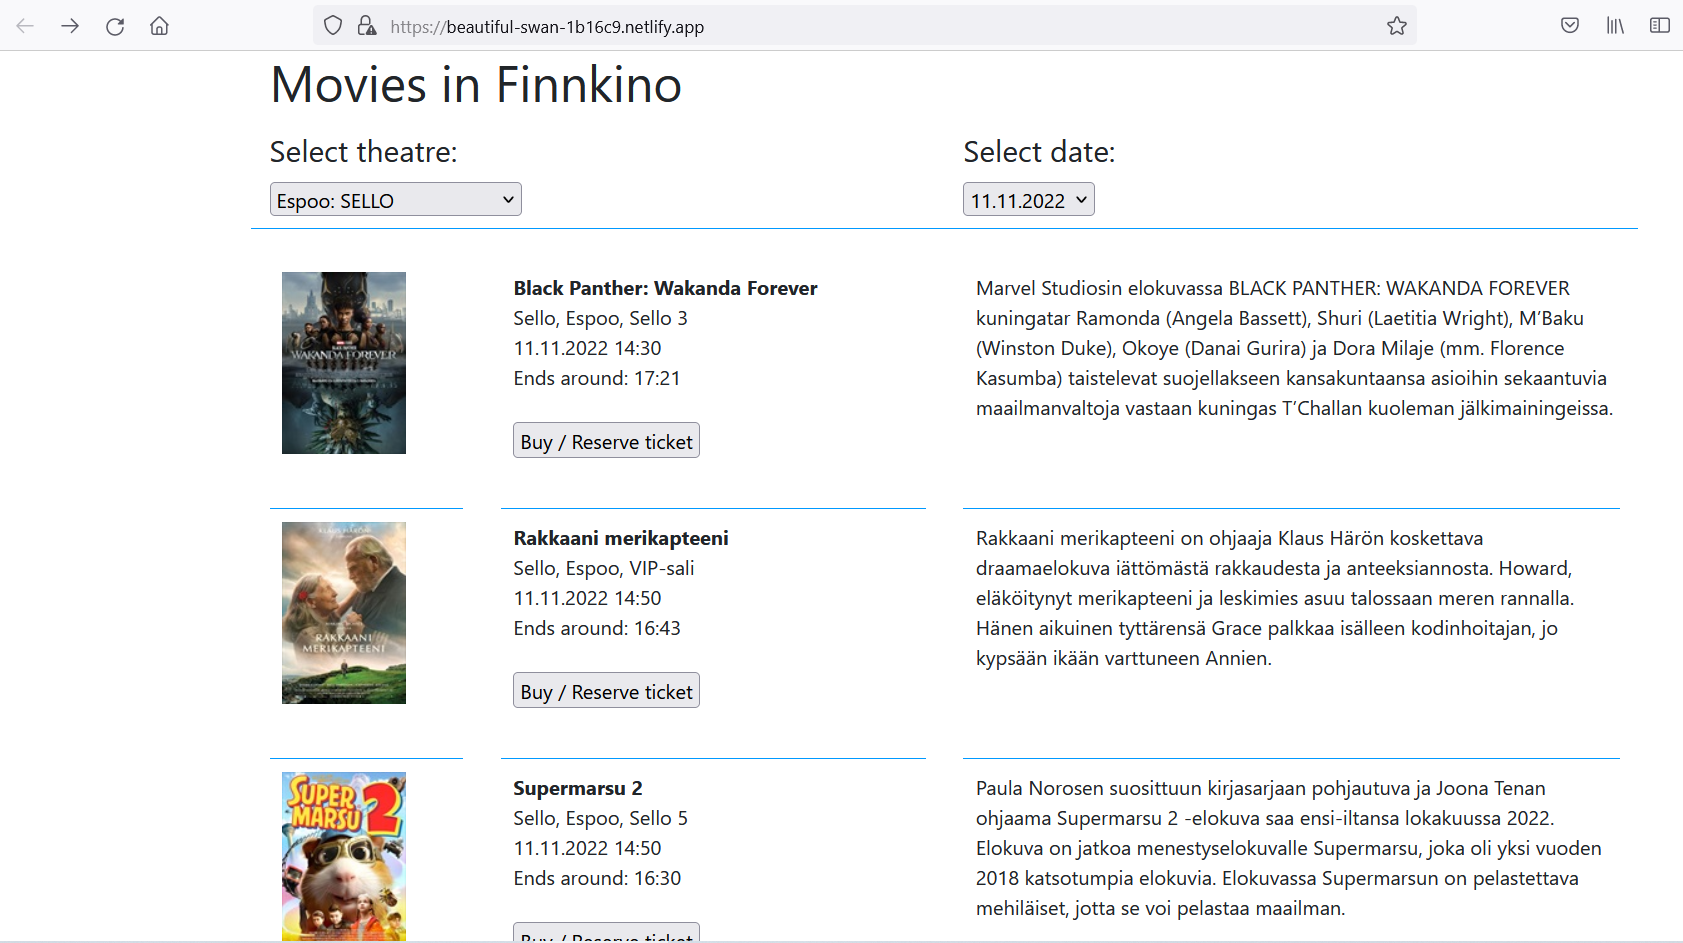 https://beautiful-swan-1b16c9.netlify.app
Movies in Finnkino
Select theatre:
Select date:
Espoo: SELLO
11.11.2022
WAKANDA FOREVER
Black Panther: Wakanda Forever
Sello, Espoo, Sello 3
11.11.2022 14:30
Ends around: 17:21
Buy / Reserve ticket
Marvel Studiosin elokuvassa BLACK PANTHER: WAKANDA FOREVER
kuningatar Ramonda (Angela Bassett), Shuri (Laetitia Wright), M’Baku
(Winston Duke), Okoye (Danai Gurira) ja Dora Milaje (mm. Florence
Kasumba) taistelevat suojellakseen kansakuntaansa asioihin sekaantuvia
maailmanvaltoja vastaan kuningas T’Challan kuoleman jälkimainingeissa.
RAKKAANI
MERIKAPTEENI
Rakkaani merikapteeni
Sello, Espoo, VIP-sali
11.11.2022 14:50
Ends around: 16:43
Buy / Reserve ticket
Rakkaani merikapteeni on ohjaaja Klaus Härön koskettava
draamaelokuva iättömästä rakkaudesta ja anteeksiannosta. Howard,
eläköitynyt merikapteeni ja leskimies asuu talossaan meren rannalla.
Hänen aikuinen tyttärensä Grace palkkaa isälleen kodinhoitajan, jo
kypsään ikään varttuneen Annien.
SUPER
MARSU 2
Supermarsu 2
Sello, Espoo, Sello 5
11.11.2022 14:50
Ends around: 16:30
Buy / Reserve ticket
Paula Norosen suosittuun kirjasarjaan pohjautuva ja Joona Tenan
ohjaama Supermarsu 2 -elokuva saa ensi-iltansa lokakuussa 2022.
Elokuva on jatkoa menestyselokuvalle Supermarsu, joka oli yksi vuoden
2018 katsotumpia elokuvia. Elokuvassa Supermarsun on pelastettava
mehiläiset, jotta se voi pelastaa maailman.